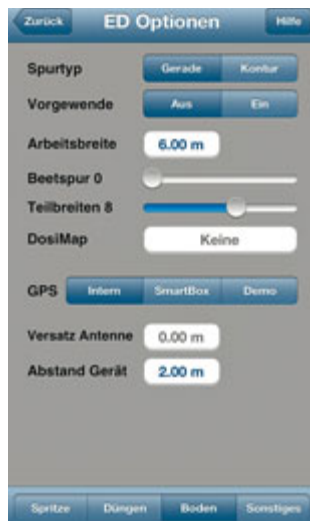 Zurück ED Optionen Hilfe
Spurtyp Gerade Kontur
Vorgewende Aus Ein
Arbeitsbreite 6.00 m
Beetspur 0
Teilbreiten 8
DosiMap Keine
GPS Intern SmartBox Demo
Versatz Antenne 0.00 m
Abstand Gerät 2.00 m
Spritze Düngen Boden Sonstiges